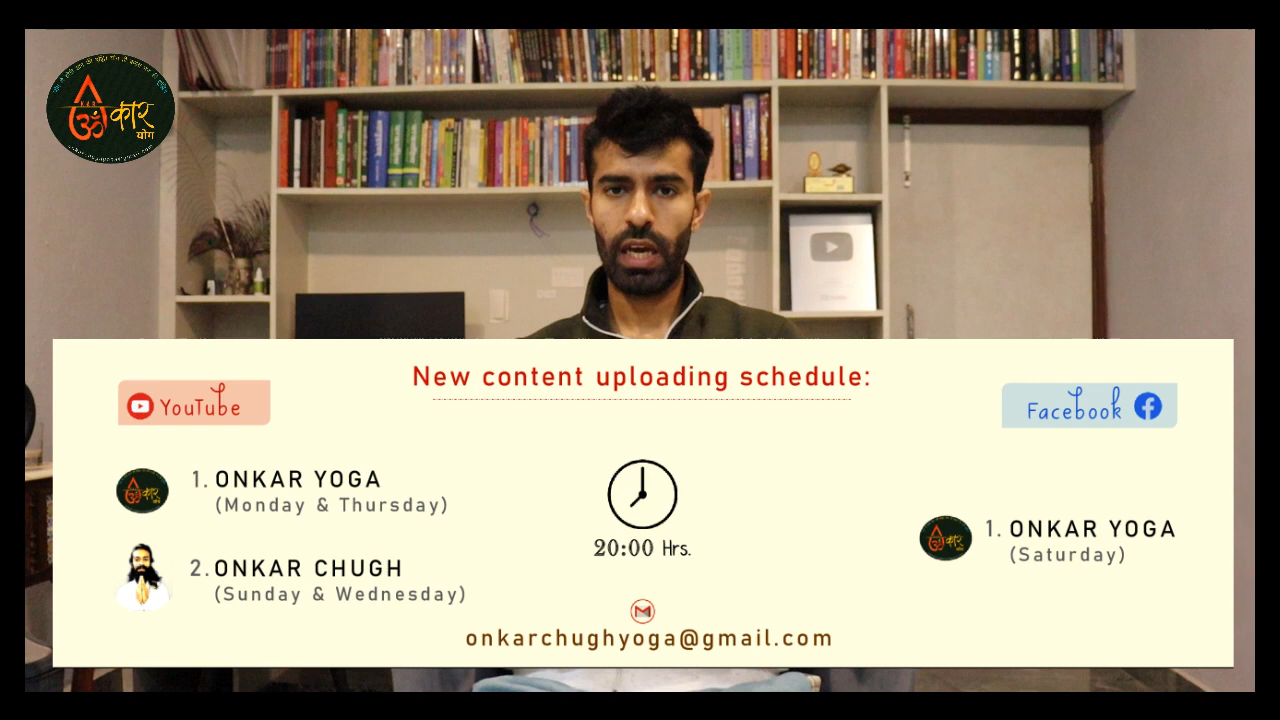 ॐकार
योग
New content uploading schedule:
YouTube
Facebook
1. ONKAR YOGA
(Monday & Thursday)
2. ONKAR CHUGH
(Sunday & Wednesday)
20:00 Hrs.
1. ONKAR YOGA
(Saturday)
onkarchughyoga@gmail.com